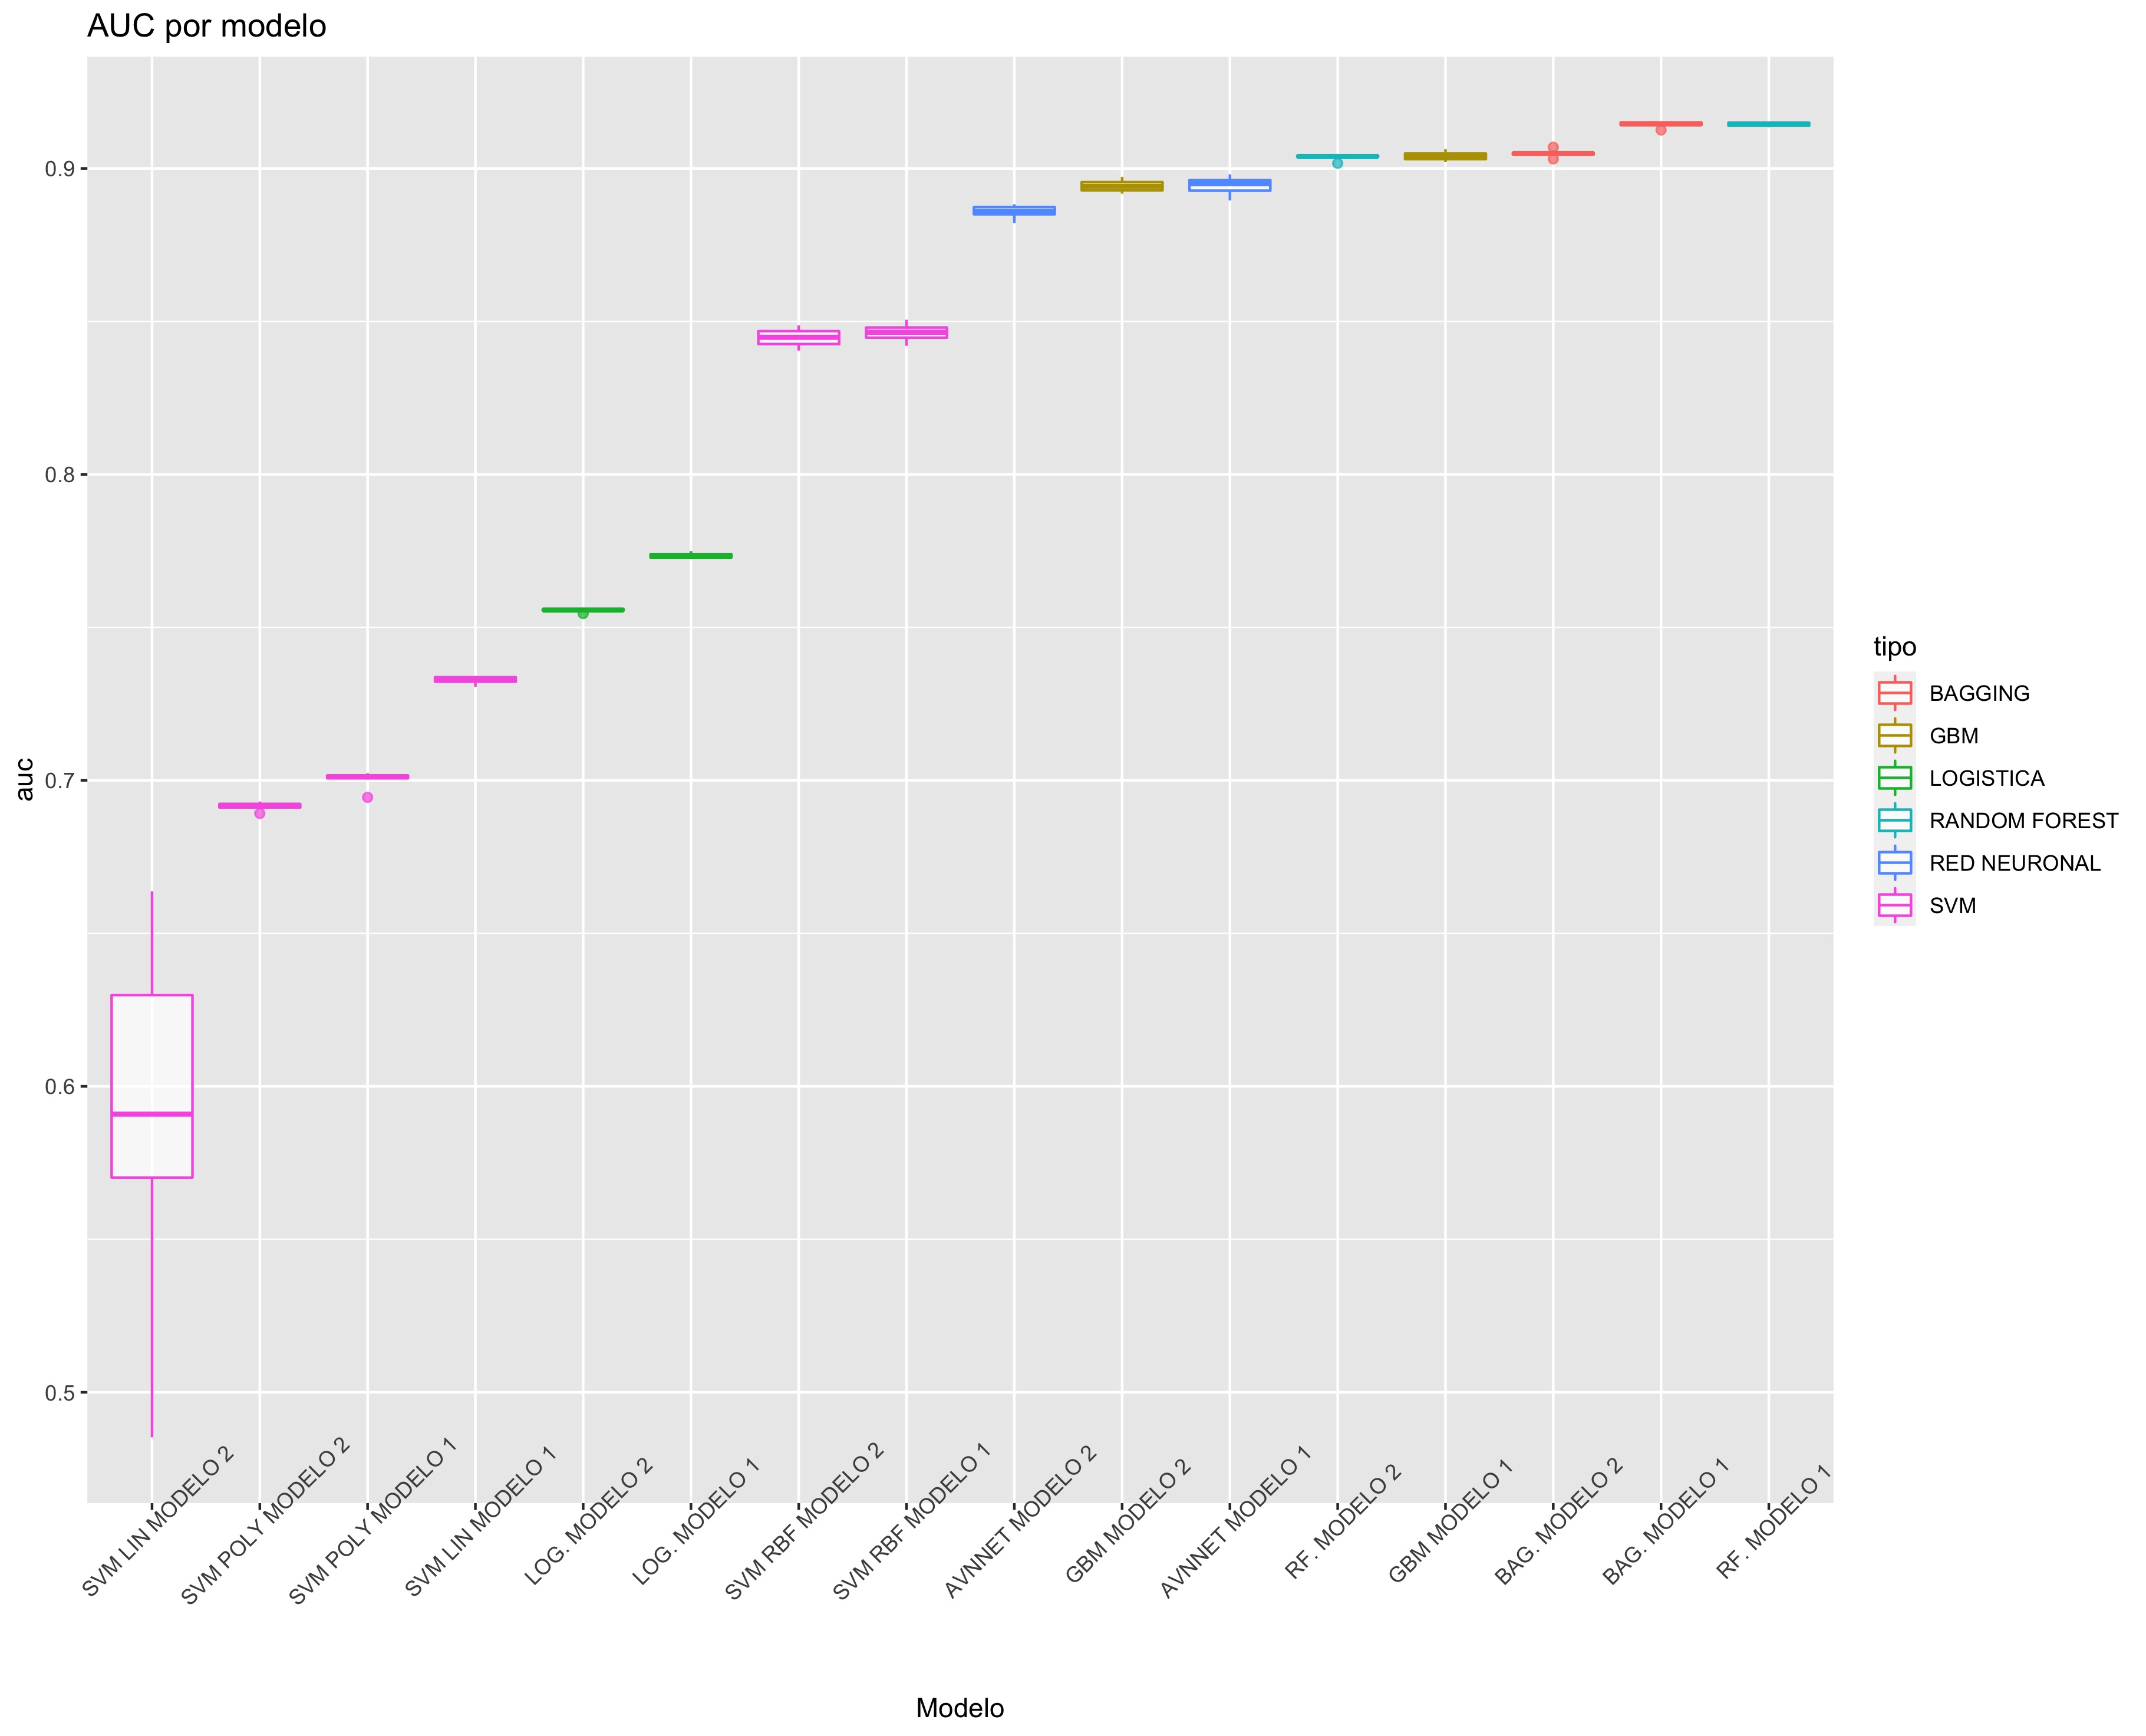 AUC por modelo
auc
0.9
0.8
0.7
0.6
0.5
SVM LIN MODELO 2
SVM POLY MODELO 2
SVM POLY MODELO 1
SVM LIN MODELO 1
LOG. MODELO 2
LOG. MODELO 1
SVM RBF MODELO 2
SVM RBF MODELO 1
AVNNET MODELO 2
GBM MODELO 2
AVNNET MODELO 1
RF. MODELO 2
GBM MODELO 1
BAG. MODELO 2
BAG. MODELO 1
RF. MODELO 1
Modelo
tipo
BAGGING
GBM
LOGISTICA
RANDOM FOREST
RED NEURONAL
SVM